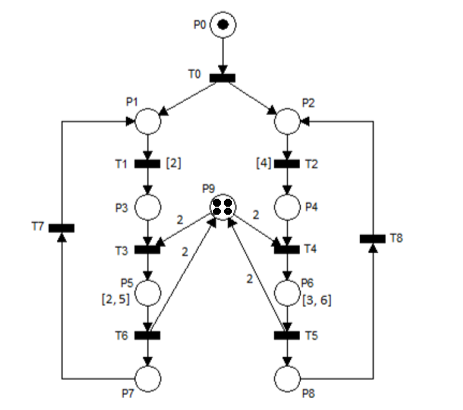 P0
T0
P1
P2
T1 [2]
[4] T2
P9
P3
P4
2
2
T7
T8
T3
T4
2
P5
P6
2
[2, 5]
[3, 6]
T6
T5
P7
P8